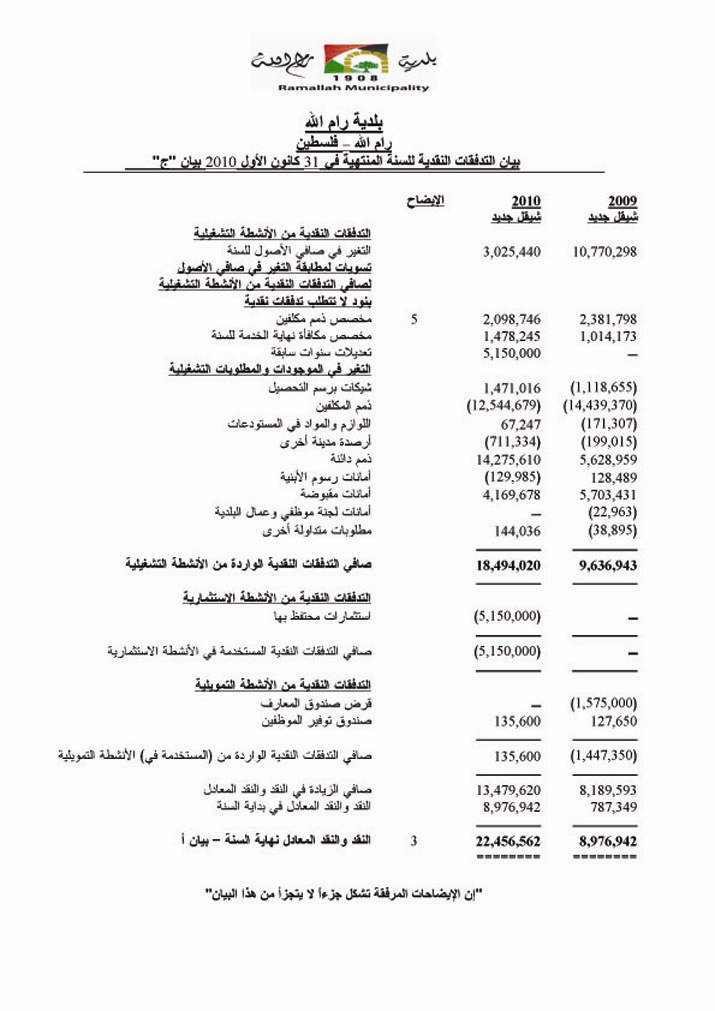 بلدية رام الله
1908
Ramallah Municipality
بلدية رام الله
رام الله – فلسطين
بيان التدفقات النقدية للسنة المنتهية في 31 كانون الأول 2010 بيان "ج"
الإيضاح 2010 2009
شيقل جديد شيقل جديد
التدفقات النقدية من الأنشطة التشغيلية
التغير في صافي الأصول للسنة 3,025,440 10,770,298
تسويات لمطابقة التغير في صافي الأصول
لصافي التدفقات النقدية من الأنشطة التشغيلية
بنود لا تتطلب تدفقات نقدية
مخصص ذمم مكلفين 5 2,098,746 2,381,798
مخصص مكافأة نهاية الخدمة للسنة 1,478,245 1,014,173
تعديلات سنوات سابقة 5,150,000 –
التغير في الموجودات والمطلوبات التشغيلية
شيكات برسم التحصيل 1,471,016 (1,118,655)
ذمم المكلفين (12,544,679) (14,439,370)
اللوازم والمواد في المستودعات 67,247 (171,307)
أرصدة مدينة أخرى (711,334) (199,015)
ذمم دائنة 14,275,610 5,628,959
أمانات رسوم الأبنية (129,985) 128,489
أمانات مقبوضة 4,169,678 5,703,431
أمانات لجنة موظفي وعمال البلدية – (22,963)
مطلوبات متداولة أخرى 144,036 (38,895)
صافي التدفقات النقدية الواردة من الأنشطة التشغيلية 18,494,020 9,636,943
التدفقات النقدية من الأنشطة الاستثمارية
استثمارات محتفظ بها (5,150,000) –
صافي التدفقات النقدية المستخدمة في الأنشطة الاستثمارية (5,150,000) –
التدفقات النقدية من الأنشطة التمويلية
قرض صندوق المعارف – (1,575,000)
صندوق توفير الموظفين 135,600 127,650
صافي التدفقات النقدية الواردة من (المستخدمة في) الأنشطة التمويلية 135,600 (1,447,350)
صافي الزيادة في النقد والنقد المعادل 13,479,620 8,189,593
النقد والنقد المعادل في بداية السنة 8,976,942 787,349
النقد والنقد المعادل نهاية السنة – بيان أ 3 22,456,562 8,976,942
======== ========
"إن الإيضاحات المرفقة تشكل جزءاً لا يتجزأ من هذا البيان"